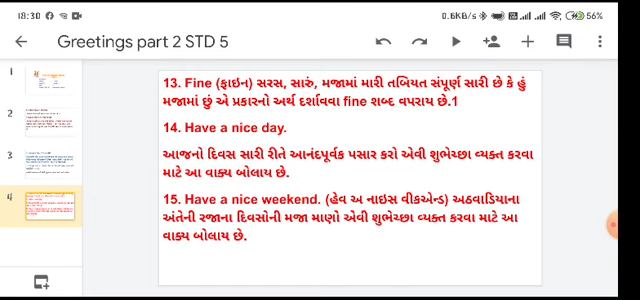 18:30
0.6KB/s
56%
Greetings part 2 STD 5
1
2
3
4
13. Fine (ફાઇન) સરસ, સારું, મજામાં મારી તબિયત સંપૂર્ણ સારી છે કે હું
મજામાં છું એ પ્રકારનો અર્થ દર્શાવવા fine શબ્દ વપરાય છે.1
14. Have a nice day.
આજનો દિવસ સારી રીતે આનંદપૂર્વક પસાર કરો એવી શુભેચ્છા વ્યક્ત કરવા
માટે આ વાક્ય બોલાય છે.
15. Have a nice weekend. (હેવ અ નાઇસ વીકએન્ડ) અઠવાડિયાના
અંતેની રજાના દિવસોની મજા માણો એવી શુભેચ્છા વ્યક્ત કરવા માટે આ
વાક્ય બોલાય છે.